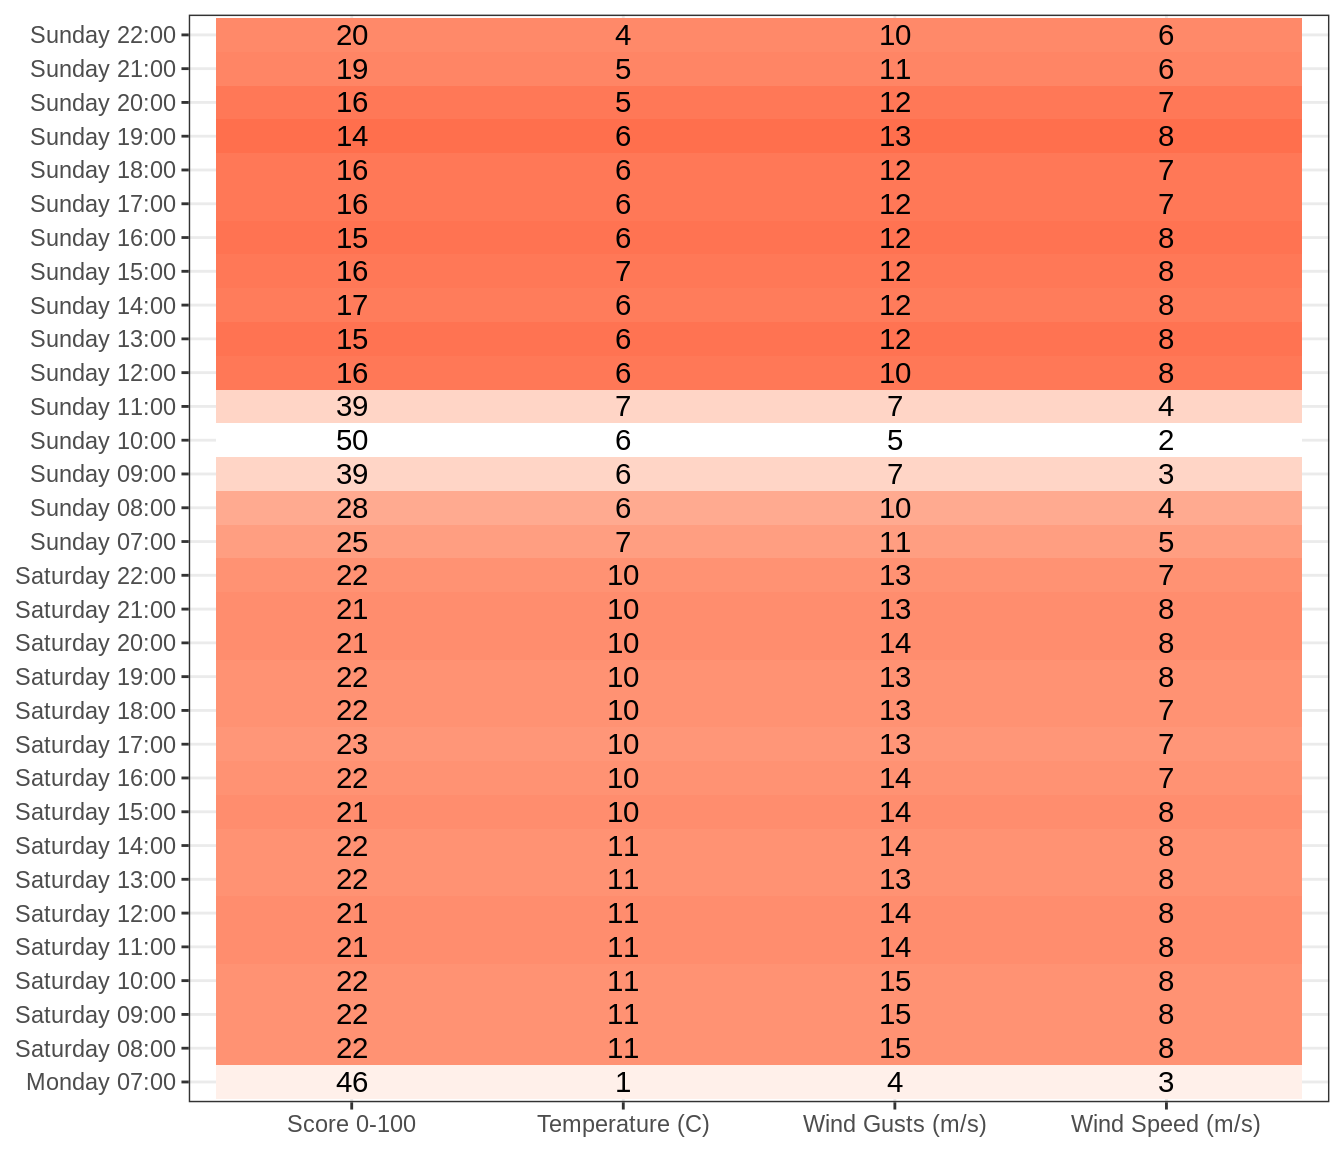 Sunday 22:00 20 4 10 6
Sunday 21:00 19 5 11 6
Sunday 20:00 16 5 12 7
Sunday 19:00 14 6 13 8
Sunday 18:00 16 6 12 7
Sunday 17:00 16 6 12 7
Sunday 16:00 15 6 12 8
Sunday 15:00 16 7 12 8
Sunday 14:00 17 6 12 8
Sunday 13:00 15 6 12 8
Sunday 12:00 16 6 10 8
Sunday 11:00 39 7 7 4
Sunday 10:00 50 6 5 2
Sunday 09:00 39 6 7 3
Sunday 08:00 28 6 10 4
Sunday 07:00 25 7 11 5
Saturday 22:00 22 10 13 7
Saturday 21:00 21 10 13 8
Saturday 20:00 21 10 14 8
Saturday 19:00 22 10 13 8
Saturday 18:00 22 10 13 7
Saturday 17:00 23 10 13 7
Saturday 16:00 22 10 14 7
Saturday 15:00 21 10 14 8
Saturday 14:00 22 11 14 8
Saturday 13:00 22 11 13 8
Saturday 12:00 21 11 14 8
Saturday 11:00 21 11 14 8
Saturday 10:00 22 11 15 8
Saturday 09:00 22 11 15 8
Saturday 08:00 22 11 15 8
Monday 07:00 46 1 4 3
Score 0-100 Temperature (C) Wind Gusts (m/s) Wind Speed (m/s)